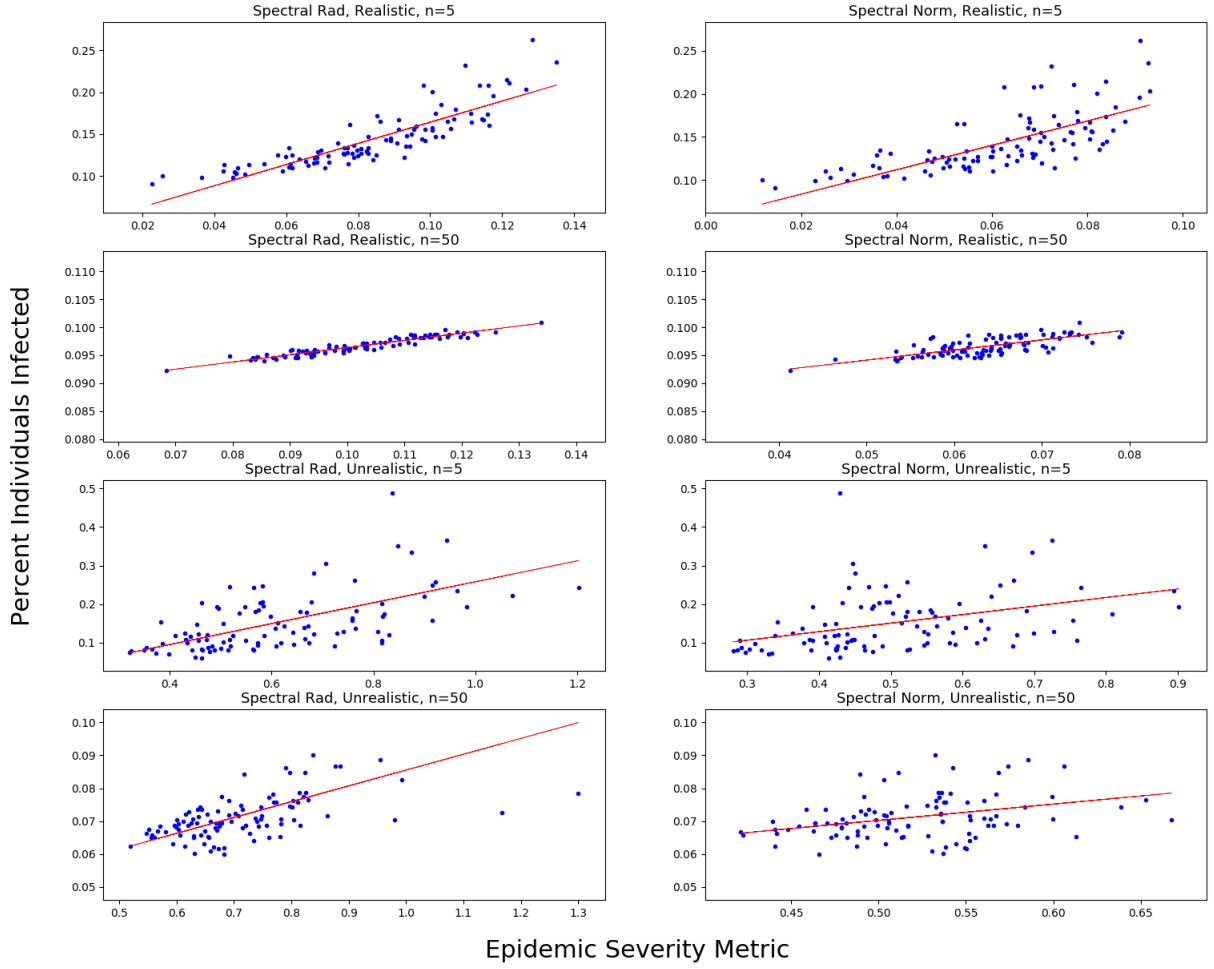 Spectral Rad, Realistic, n=5
Spectral Norm, Realistic, n=5
0.25
0.20
0.15
0.10
0.02 0.04 0.06 0.08 0.10 0.12 0.14
0.25
0.20
0.15
0.10
0.00 0.02 0.04 0.06 0.08 0.10
Spectral Rad, Realistic, n=50
Spectral Norm, Realistic, n=50
0.110
0.105
0.100
0.095
0.090
0.085
0.080
0.06 0.07 0.08 0.09 0.10 0.11 0.12 0.13 0.14
0.110
0.105
0.100
0.095
0.090
0.085
0.080
0.04 0.05 0.06 0.07 0.08
Percent Individuals Infected
Spectral Rad, Unrealistic, n=5
Spectral Norm, Unrealistic, n=5
0.5
0.4
0.3
0.2
0.1
0.4 0.6 0.8 1.0 1.2
0.5
0.4
0.3
0.2
0.1
0.3 0.4 0.5 0.6 0.7 0.8 0.9
Spectral Rad, Unrealistic, n=50
Spectral Norm, Unrealistic, n=50
0.10
0.09
0.08
0.07
0.06
0.05
0.5 0.6 0.7 0.8 0.9 1.0 1.1 1.2 1.3
0.10
0.09
0.08
0.07
0.06
0.05
0.45 0.50 0.55 0.60 0.65
Epidemic Severity Metric